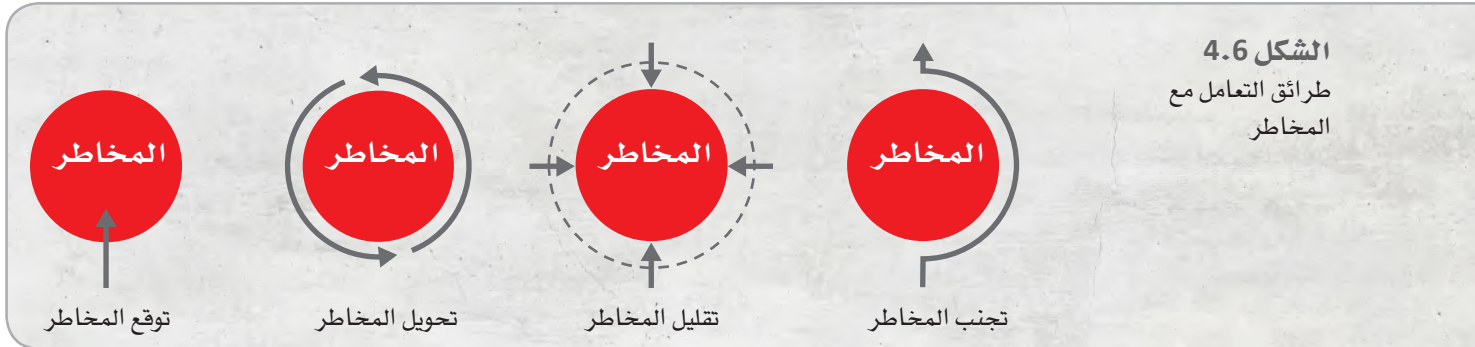 الشكل 4.6
طرائق التعامل مع
المخاطر
المخاطر
تجنب المخاطر
المخاطر
تقليل المخاطر
المخاطر
تحويل المخاطر
المخاطر
توقع المخاطر